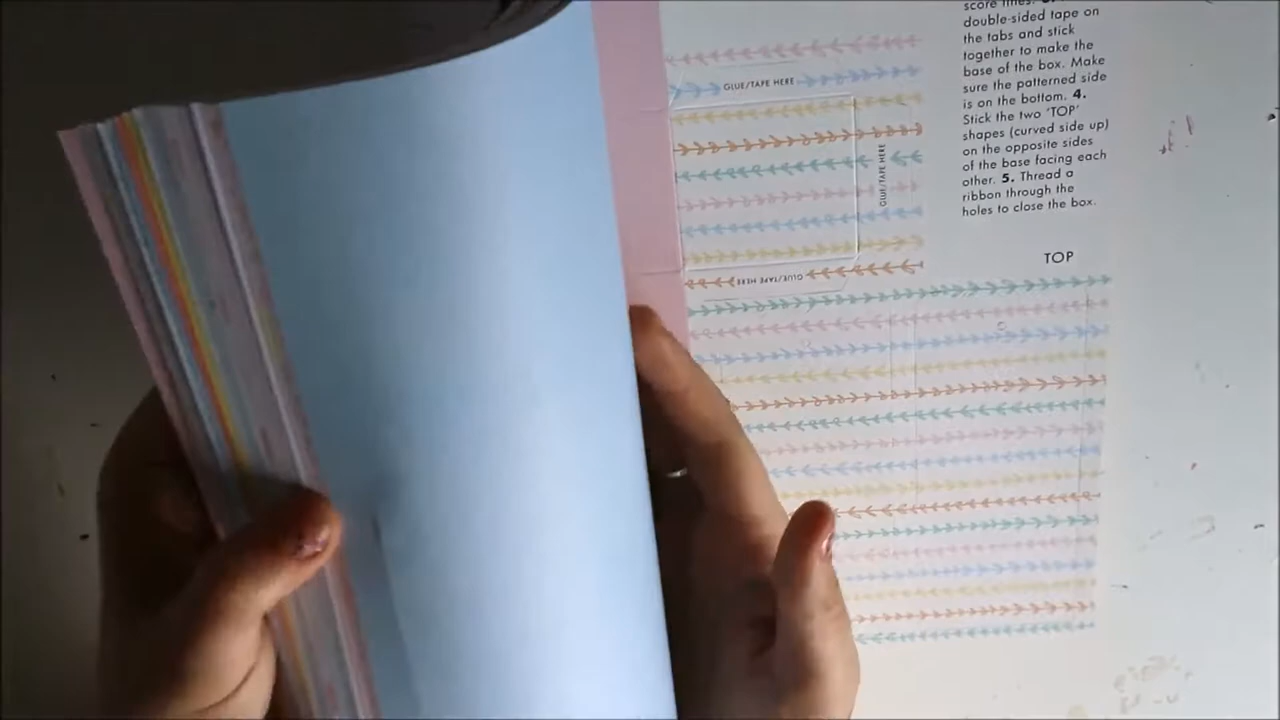 score lines.
double-sided tape on
the tabs and stick
together to make the
base of the box. Make
sure the patterned side
is on the bottom. 4.
Stick the two 'TOP'
shapes (curved side up)
on the opposite sides
of the base facing each
other. 5. Thread a
ribbon through the
holes to close the box.
GLUE/TAPE HERE
GLUE/TAPE HERE
GLUE/TAPE HERE
TOP